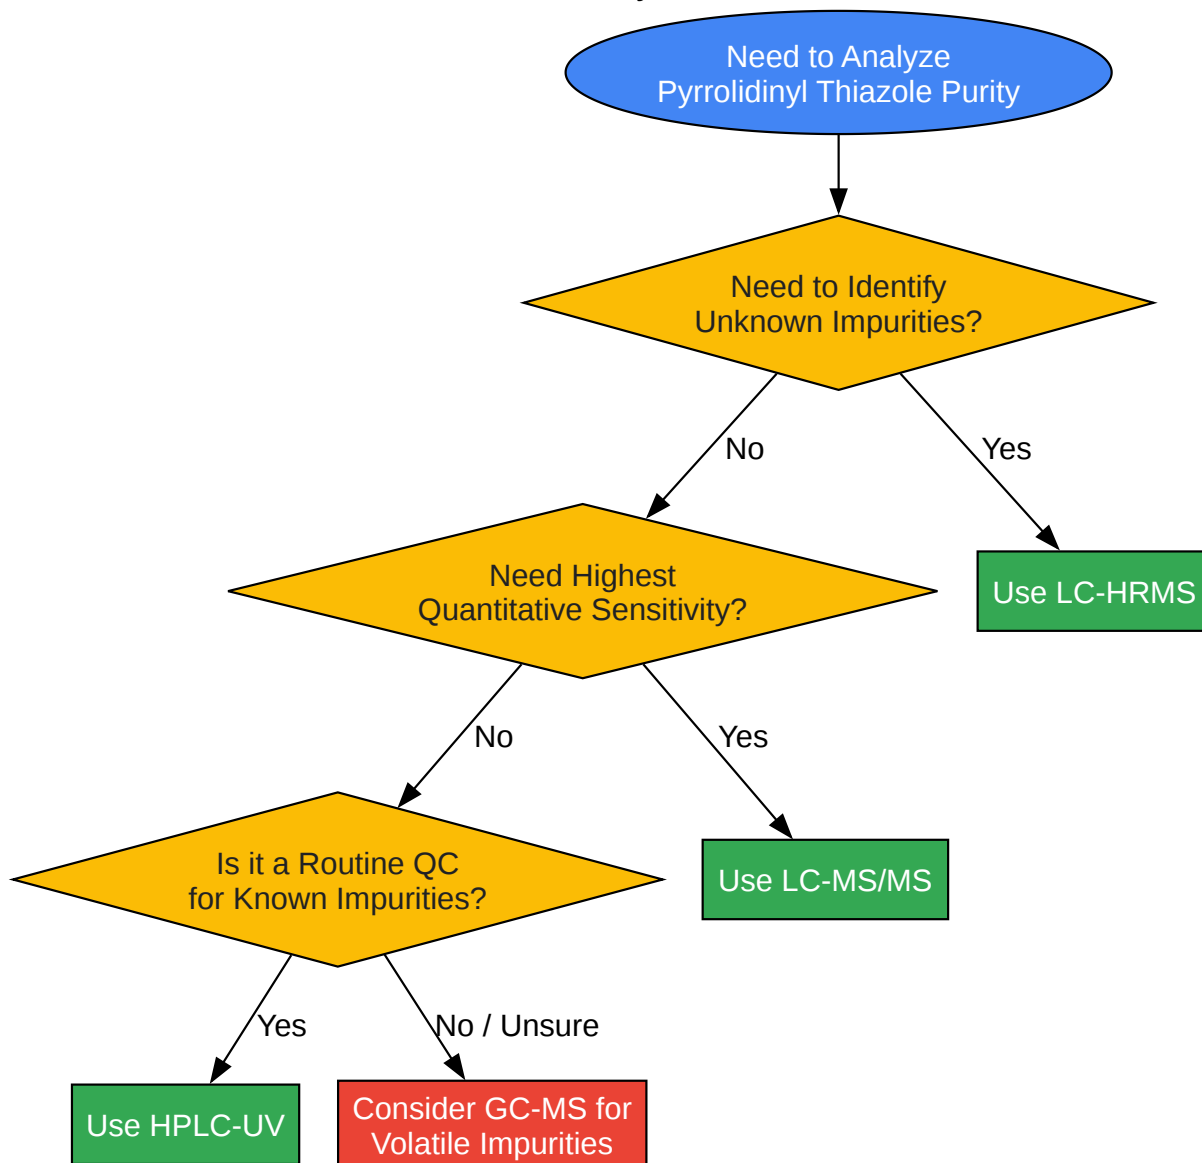 Need to Analyze
Pyrrolidinyl Thiazole Purity
Need to Identify
Unknown Impurities?
No
Yes
Need Highest
Quantitative Sensitivity?
Use LC-HRMS
No
Yes
Is it a Routine QC
for Known Impurities?
Use LC-MS/MS
Yes
No / Unsure
Use HPLC-UV
Consider GC-MS for
Volatile Impurities